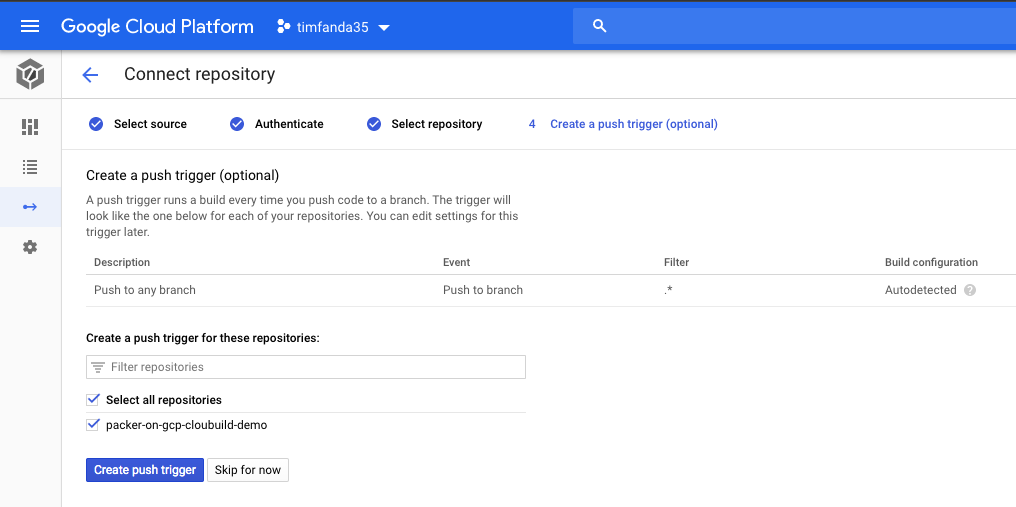 Google Cloud Platform
timfanda35
Connect repository
Select source
Authenticate
Select repository
4 Create a push trigger (optional)
Create a push trigger (optional)
A push trigger runs a build every time you push code to a branch. The trigger will
look like the one below for each of your repositories. You can edit settings for this
trigger later.
Description Event Filter Build configuration
Push to any branch Push to branch .* Autodetected ?
Create a push trigger for these repositories:
Filter repositories
Select all repositories
packer-on-gcp-cloubuild-demo
Create push trigger Skip for now